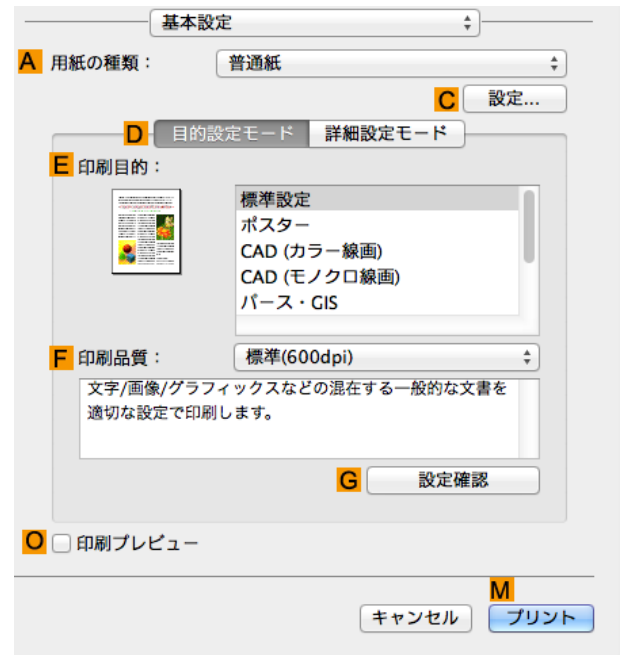 基本設定
A 用紙の種類： 普通紙
C 設定...
D 目的設定モード 詳細設定モード
E 印刷目的：
標準設定
ポスター
CAD (カラー線画)
CAD (モノクロ線画)
パース・GIS
F 印刷品質： 標準(600dpi)
文字/画像/グラフィックスなどの混在する一般的な文書を
適切な設定で印刷します。
G 設定確認
O 印刷プレビュー
M
キャンセル プリント